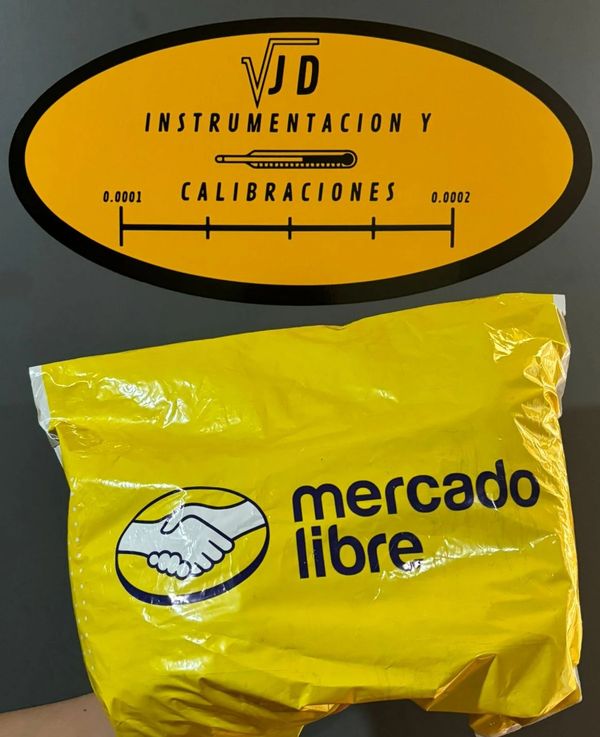 √JD
INSTRUMENTACION Y
CALIBRACIONES
0.0001 0.0002
mercado
libre